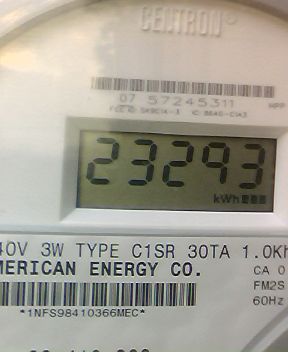 CENTRON
07 57245311
23293
kWh
40V 3W TYPE C1SR 30TA 1.0Kh
MERICAN ENERGY CO.
CA 0
FM2S
60Hz
*1NFS98410366MEC*